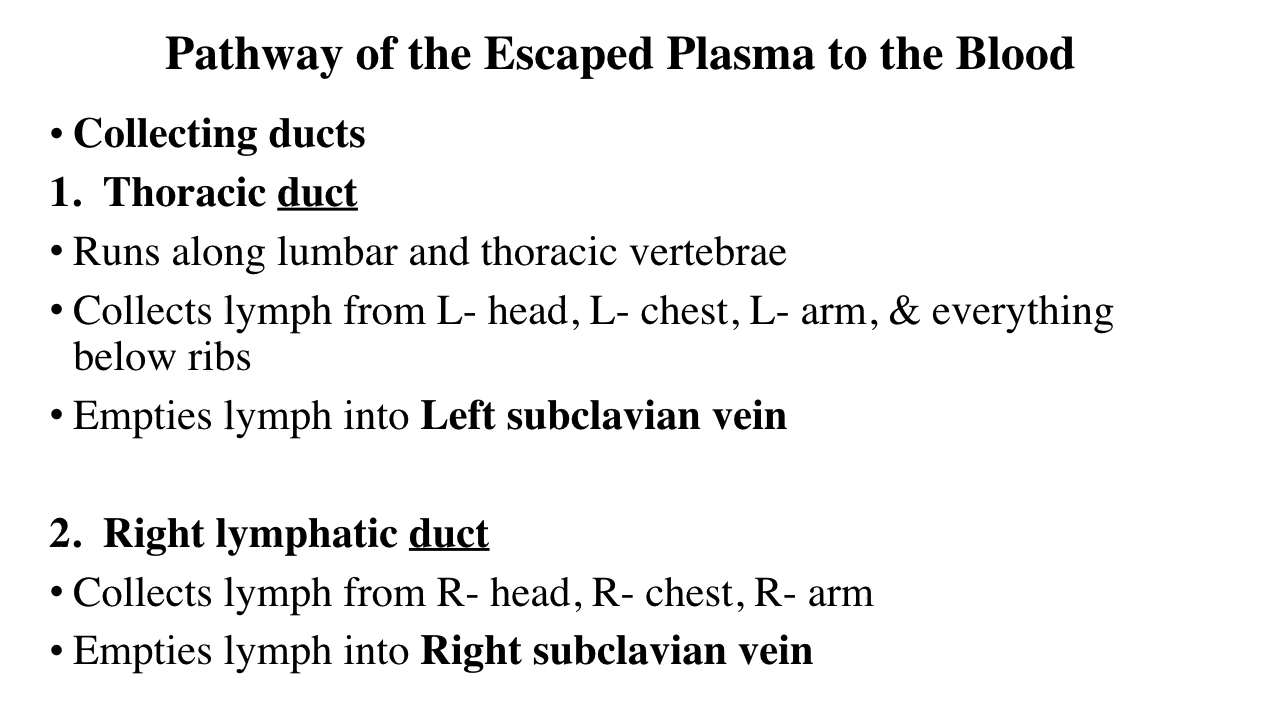 Pathway of the Escaped Plasma to the Blood
• Collecting ducts
1. Thoracic duct
• Runs along lumbar and thoracic vertebrae
• Collects lymph from L- head, L- chest, L- arm, & everything
below ribs
• Empties lymph into Left subclavian vein
2. Right lymphatic duct
• Collects lymph from R- head, R- chest, R- arm
• Empties lymph into Right subclavian vein